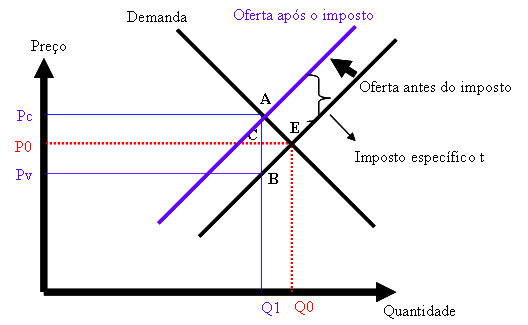 Oferta após o imposto
Demanda
Preço
Oferta antes do imposto
A
Pc
E
C
P0
Imposto específico t
Pv
B
Q1
Q0
Quantidade